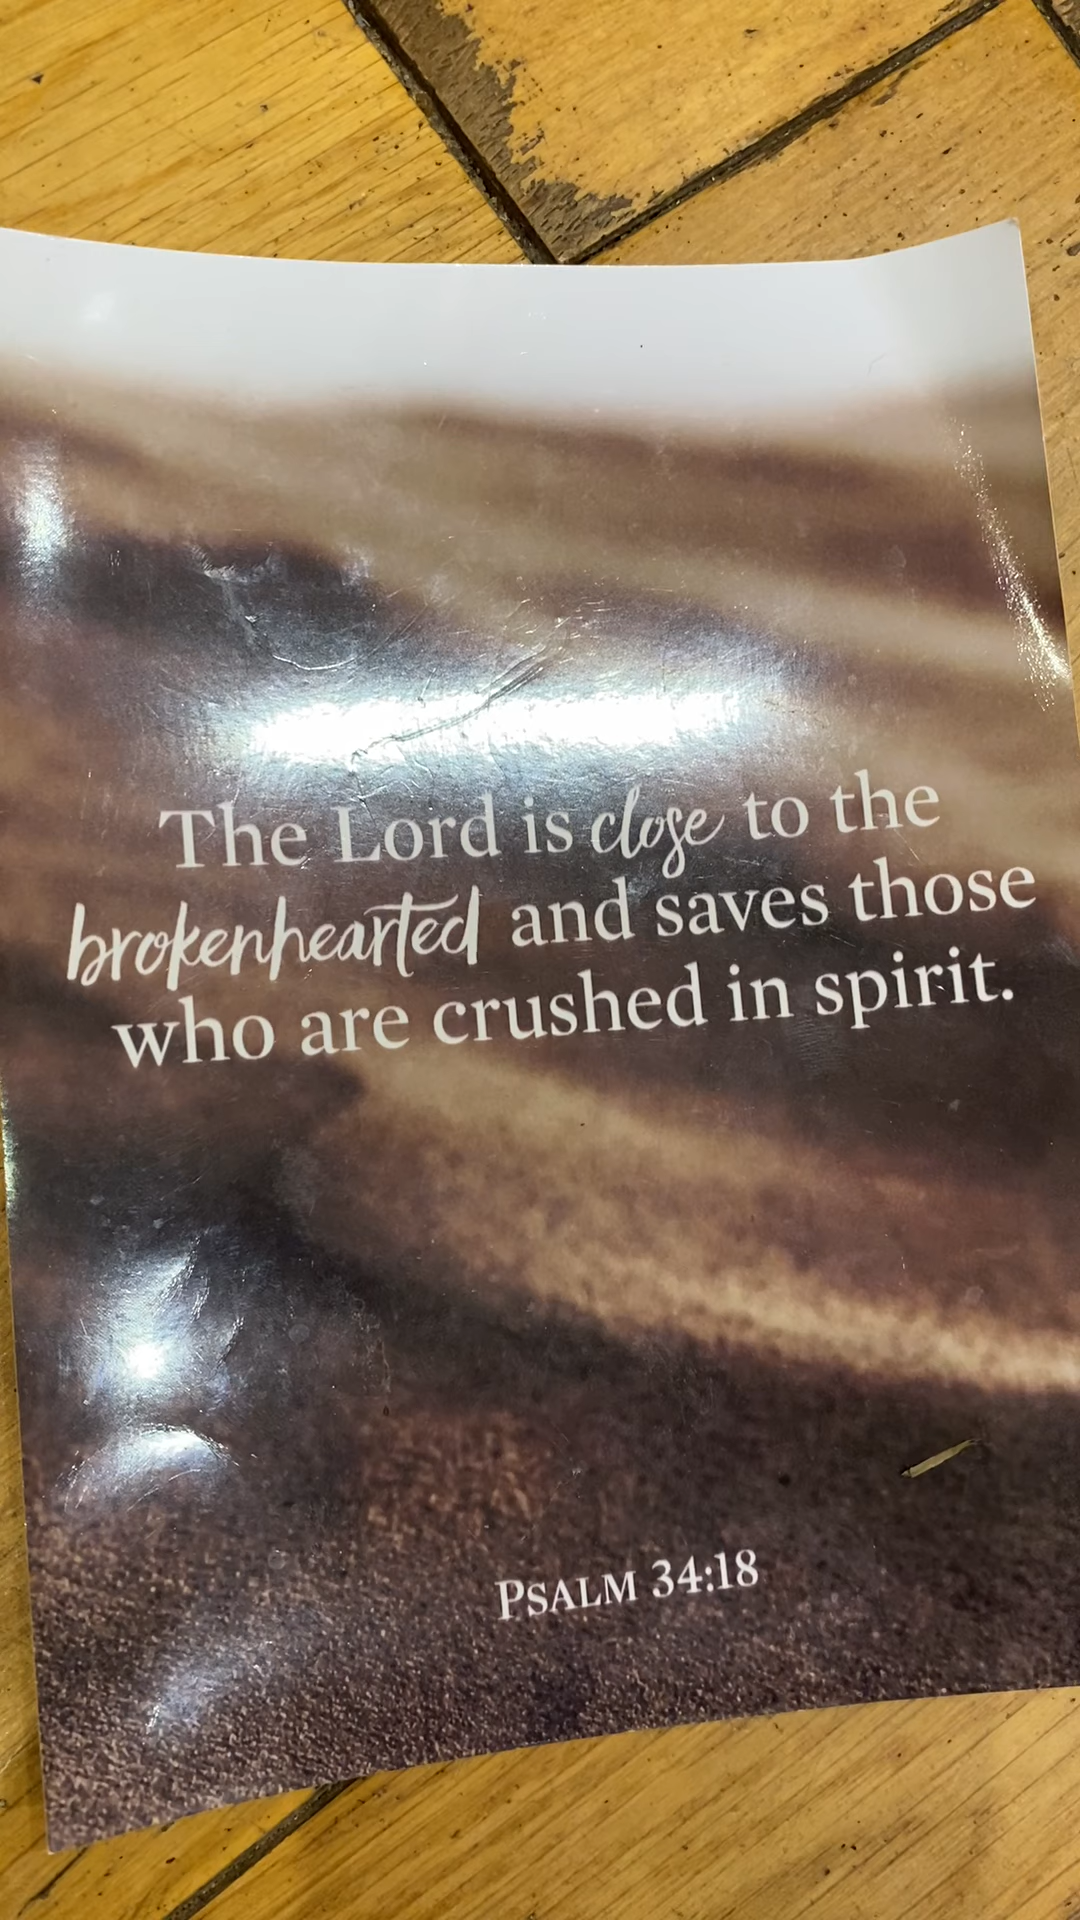 The Lord is close to the
brokenhearted and saves those
who are crushed in spirit.
PSALM 34:18